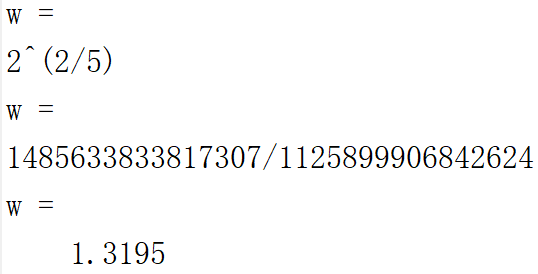 w =
2^(2/5)
w =
1485633833817307/1125899906842624
w =
1.3195